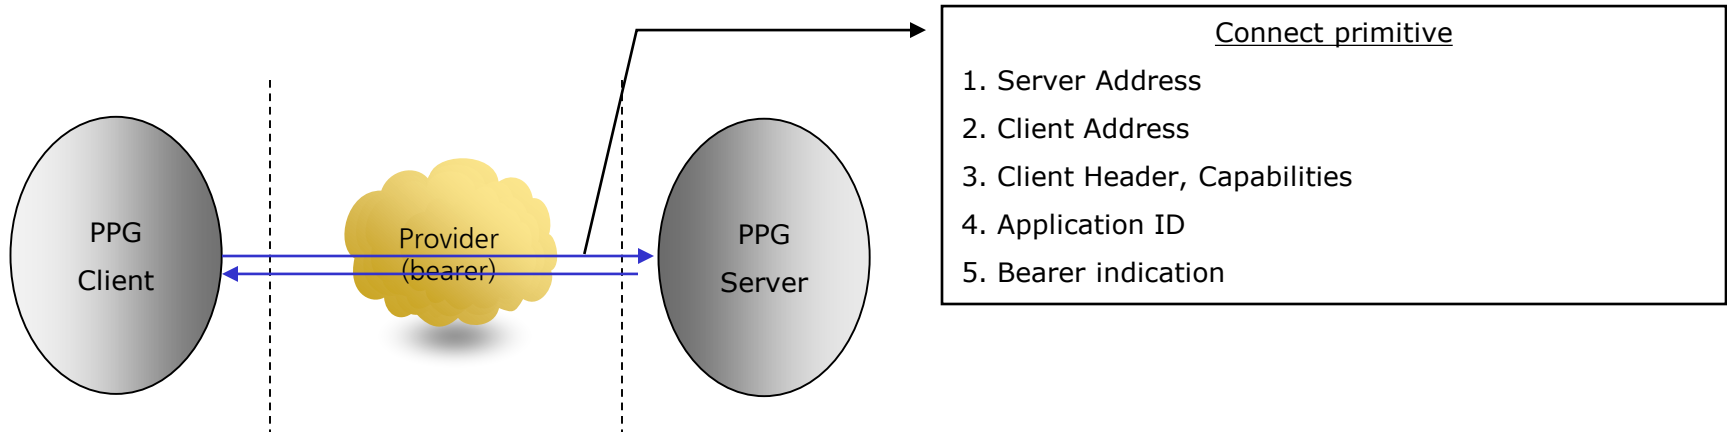 Connect primitive
1. Server Address
2. Client Address
3. Client Header, Capabilities
4. Application ID
5. Bearer indication
PPG
Client
Provider
(bearer)
PPG
Server